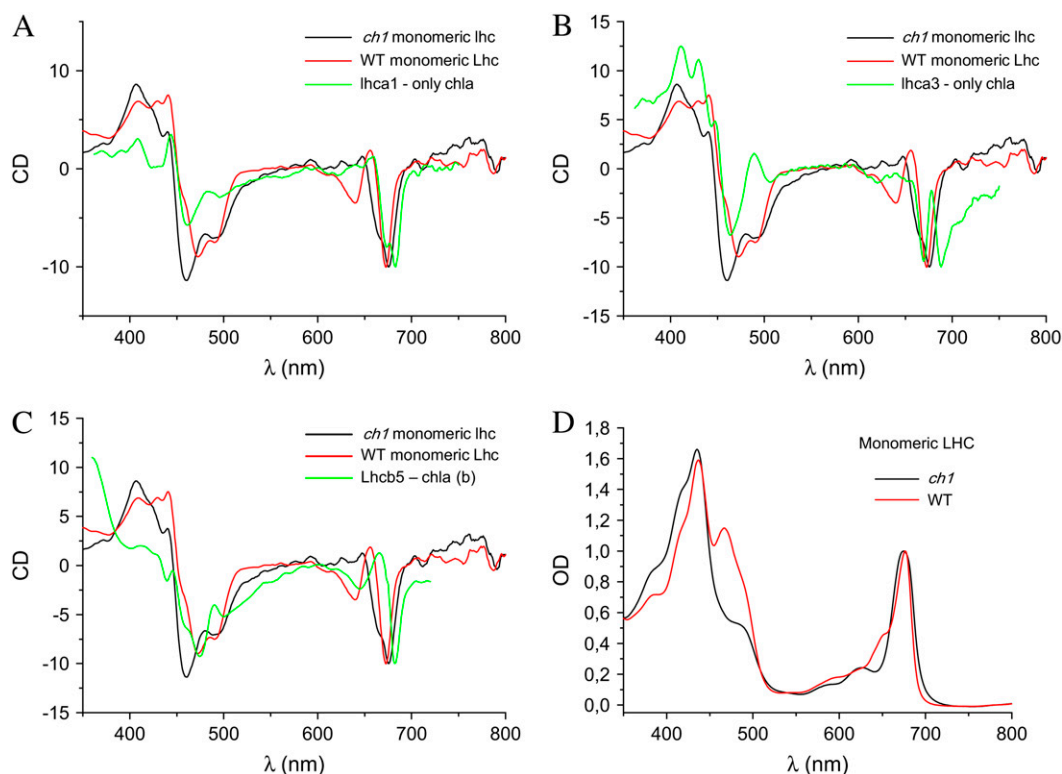 A
ch1 monomeric lhc
WT monomeric Lhc
lhca1 - only chla
10
5
0
-5
-10
CD
400
500
600
700
800
λ (nm)
B
ch1 monomeric lhc
WT monomeric Lhc
lhca3 - only chla
15
10
5
0
-5
-10
-15
CD
400
500
600
700
800
λ (nm)
C
ch1 monomeric lhc
WT monomeric Lhc
Lhcb5 – chla (b)
15
10
5
0
-5
-10
-15
CD
400
500
600
700
800
λ (nm)
D
Monomeric LHC
ch1
WT
1,8
1,6
1,4
1,2
1,0
0,8
0,6
0,4
0,2
0,0
OD
400
500
600
700
800
λ (nm)